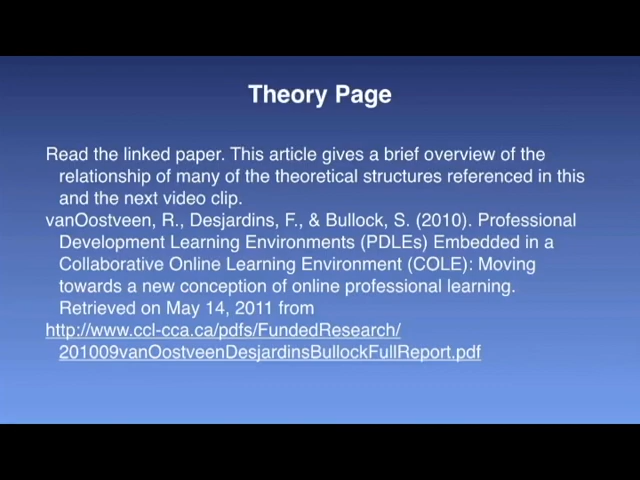 Theory Page
Read the linked paper. This article gives a brief overview of the
relationship of many of the theoretical structures referenced in this
and the next video clip.
vanOostveen, R., Desjardins, F., & Bullock, S. (2010). Professional
Development Learning Environments (PDLEs) Embedded in a
Collaborative Online Learning Environment (COLE): Moving
towards a new conception of online professional learning.
Retrieved on May 14, 2011 from
http://www.ccl-cca.ca/pdfs/FundedResearch/
201009vanOostveenDesjardinsBullockFullReport.pdf